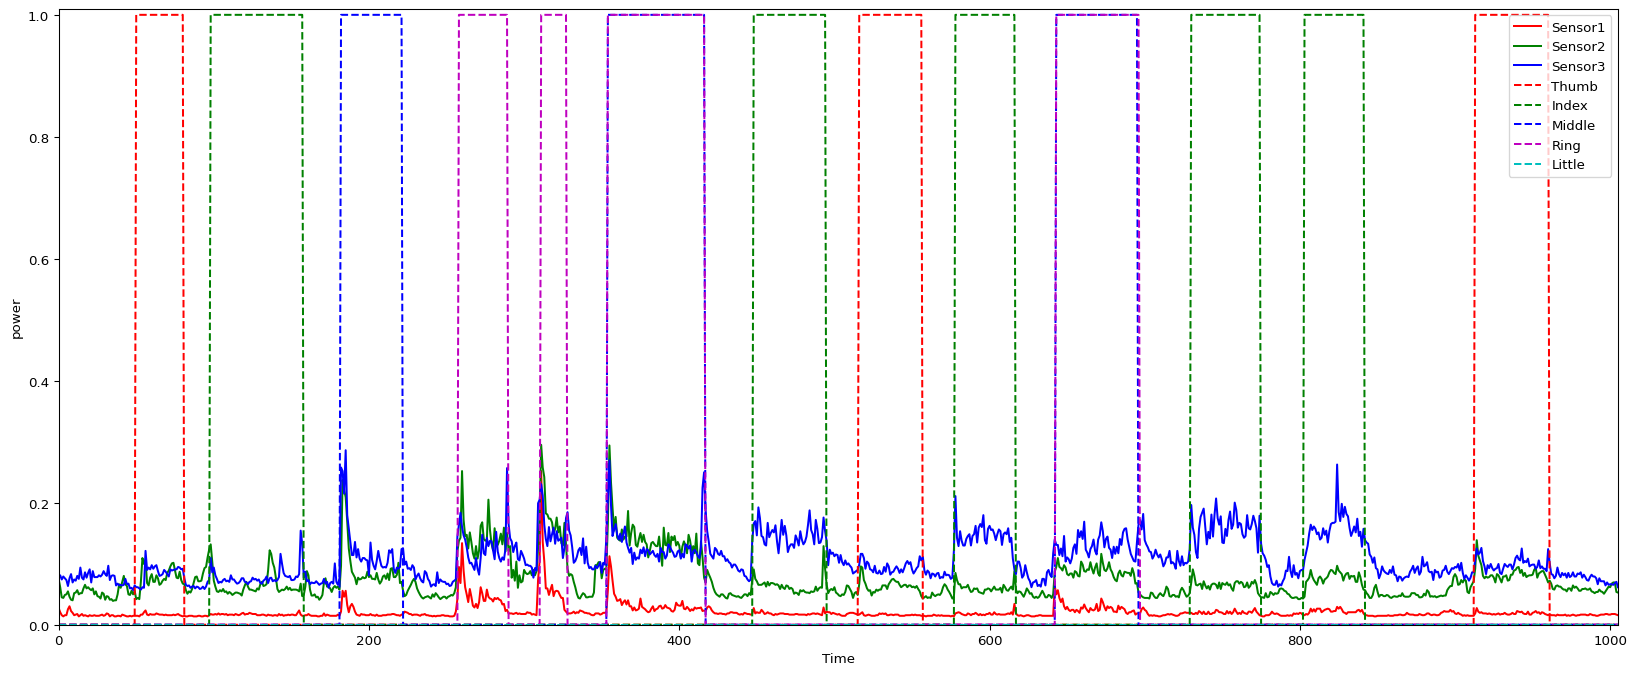 1.0
0.8
0.6
0.4
0.2
0.0
power
0
200
400
600
800
1000
Time
Sensor1
Sensor2
Sensor3
Thumb
Index
Middle
Ring
Little